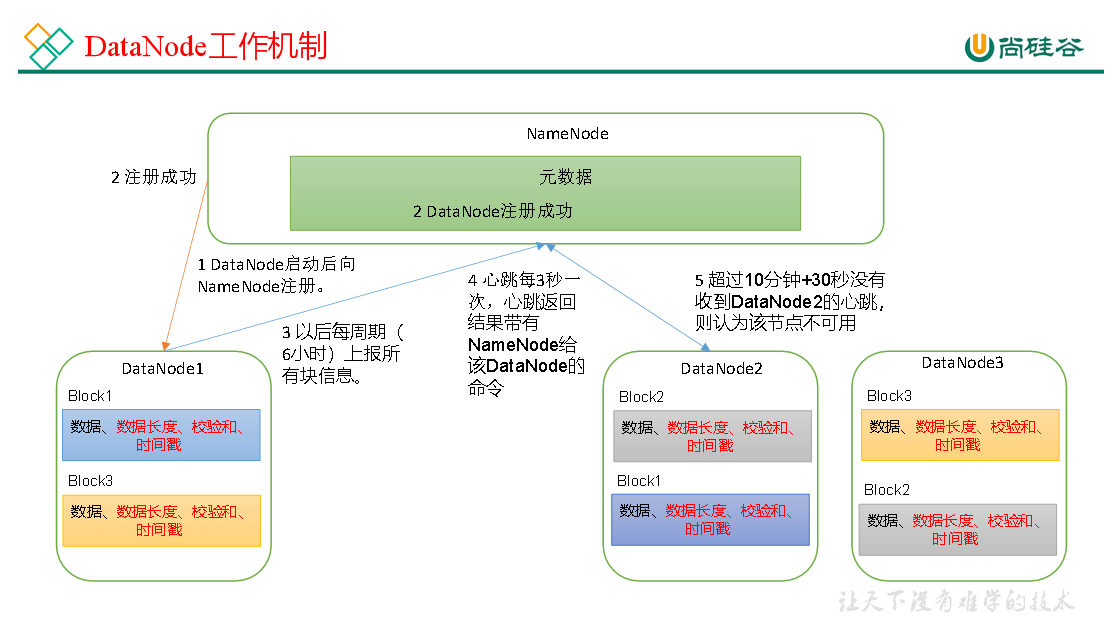 DataNode工作机制
尚硅谷
NameNode
元数据
2 DataNode注册成功
2 注册成功
1 DataNode启动后向
NameNode注册。
3 以后每周期（
6小时）上报所
有块信息。
4 心跳每3秒一
次，心跳返回
结果带有
NameNode给
该DataNode的
命令
5 超过10分钟+30秒没有
收到DataNode2的心跳，
则认为该节点不可用
DataNode1
Block1
数据、数据长度、校验和、
时间戳
Block3
数据、数据长度、校验和、
时间戳
DataNode2
Block2
数据、数据长度、校验和、
时间戳
Block1
数据、数据长度、校验和、
时间戳
DataNode3
Block3
数据、数据长度、校验和、
时间戳
Block2
数据、数据长度、校验和、
时间戳
让天下没有难学的技术